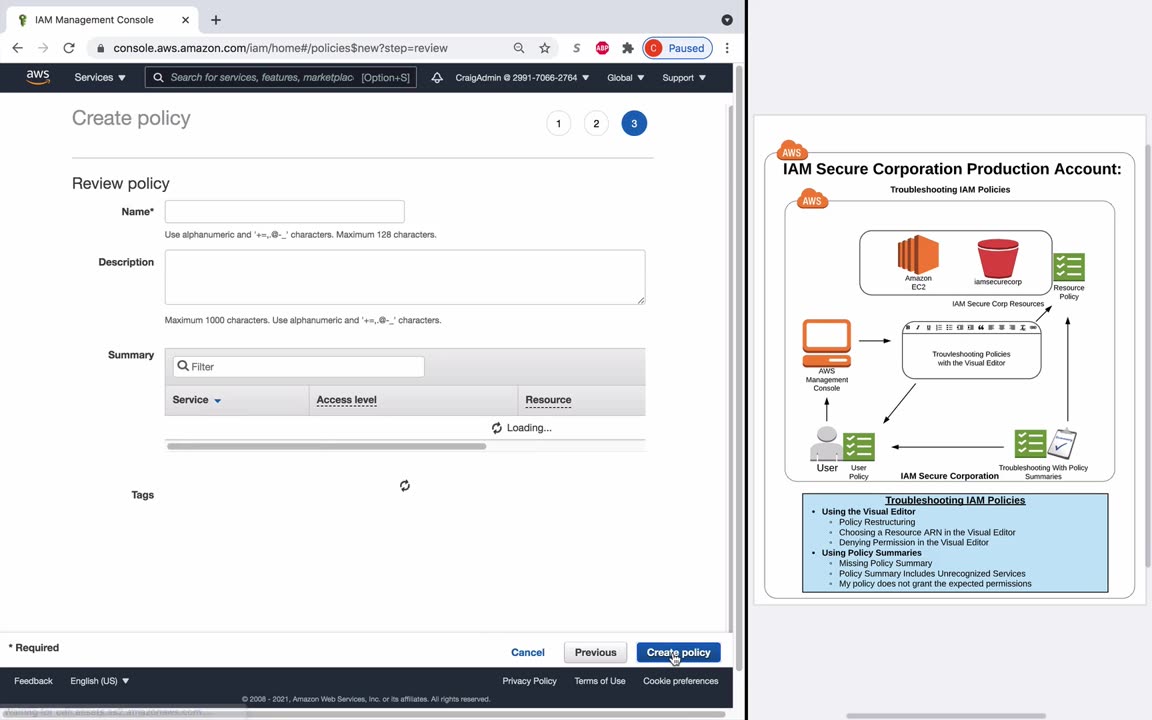 IAM Management Console
console.aws.amazon.com/iam/home#/policies$new?step=review
S
ABP
C Paused
aws
Services
Search for services, features, marketplac [Option+S]
CraigAdmin @ 2991-7066-2764
Global
Support
Create policy
1 2 3
Review policy
Name*
Use alphanumeric and '+=,.@-_' characters. Maximum 128 characters.
Description
Maximum 1000 characters. Use alphanumeric and '+=,.@-_' characters.
Summary
Filter
Service Access level Resource
Loading...
Tags
* Required
Cancel Previous Create policy
Feedback English (US) Privacy Policy Terms of Use Cookie preferences
© 2008 - 2021, Amazon Web Services, Inc. or its affiliates. All rights reserved.
AWS
IAM Secure Corporation Production Account:
Troubleshooting IAM Policies
AWS
Amazon
EC2
iamsecurecorp
Resource
Policy
IAM Secure Corp Resources
Trouvleshooting Policies
with the Visual Editor
AWS
Management
Console
User
User
Policy
IAM Secure Corporation
Troubleshooting With Policy
Summaries
Troubleshooting IAM Policies
• Using the Visual Editor
◦ Policy Restructuring
◦ Choosing a Resource ARN in the Visual Editor
◦ Denying Permission in the Visual Editor
• Using Policy Summaries
◦ Missing Policy Summary
◦ Policy Summary Includes Unrecognized Services
◦ My policy does not grant the expected permissions